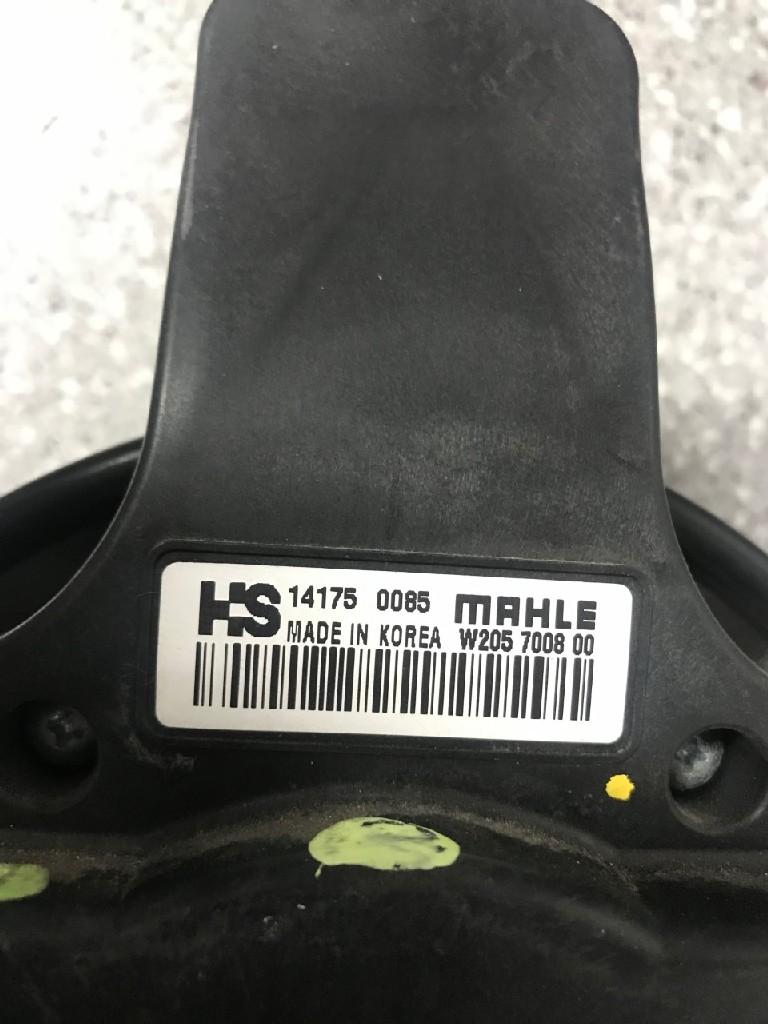 HS 14175 0085 MAHLE
MADE IN KOREA W205 7008 00